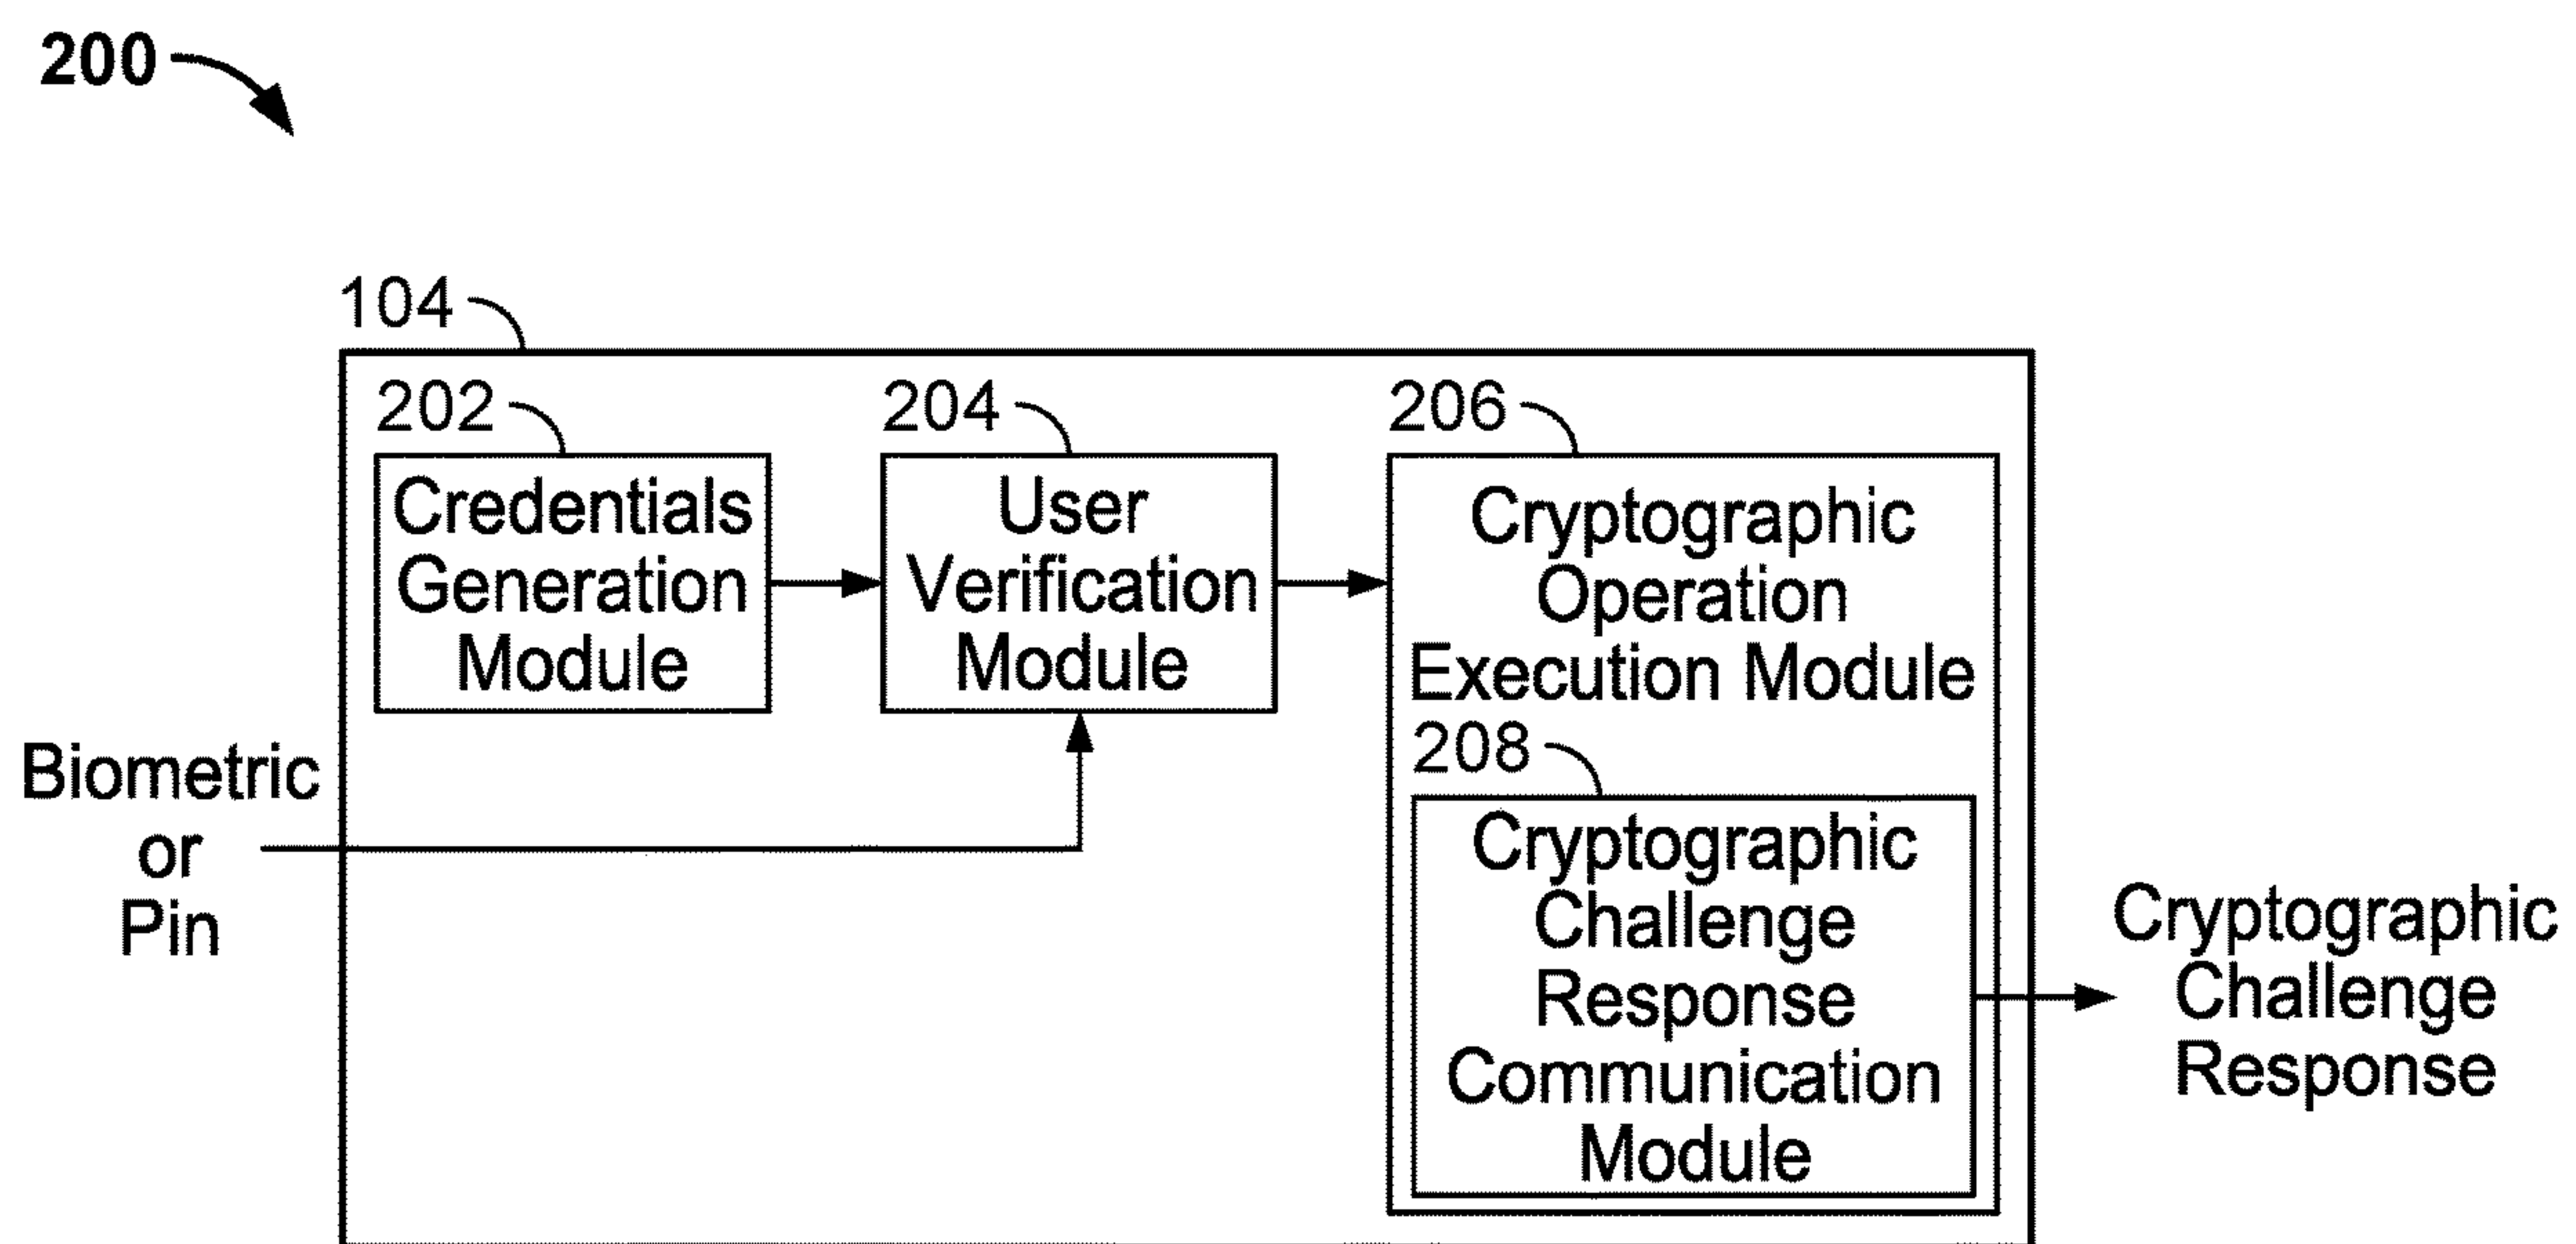 200
104
202
Credentials
Generation
Module
204
User
Verification
Module
206
Cryptographic
Operation
Execution Module
208
Cryptographic
Challenge
Response
Communication
Module
Biometric
or
Pin
Cryptographic
Challenge
Response